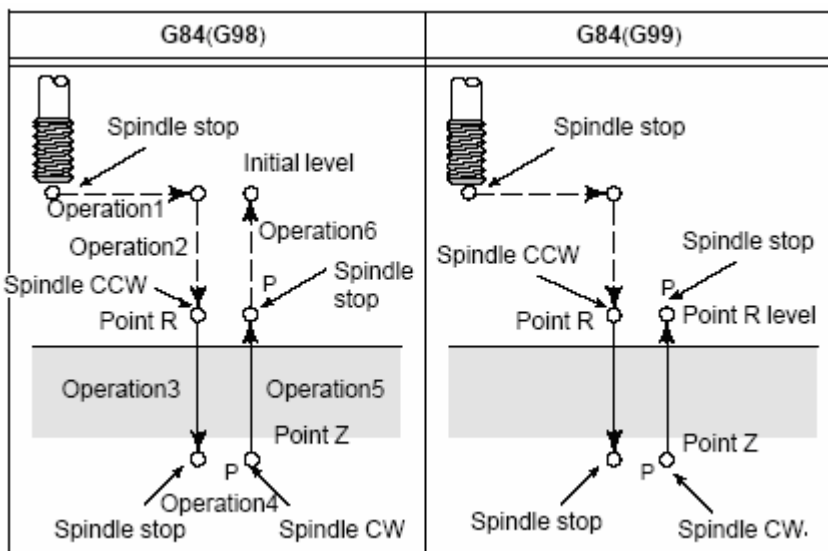 G84(G98)
G84(G99)
Spindle stop
Initial level
Operation1
Operation2
Operation6
Spindle CCW
P
Spindle
stop
Point R
Operation3
Operation5
Point Z
P
Operation4
Spindle stop
Spindle CW
Spindle stop
Spindle CCW
Spindle stop
P
Point R
Point R level
Point Z
P
Spindle stop
Spindle CW.